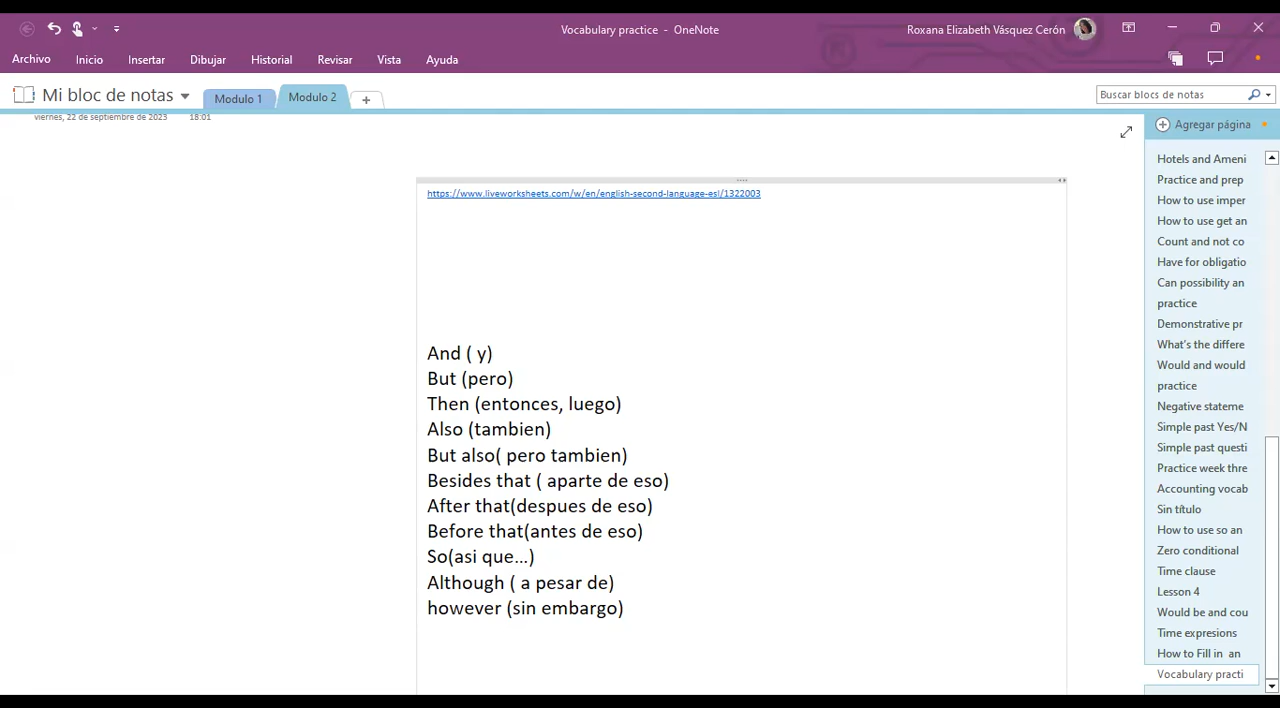 Vocabulary practice - OneNote
Roxana Elizabeth Vásquez Cerón
Archivo Inicio Insertar Dibujar Historial Revisar Vista Ayuda
Mi bloc de notas Modulo 1 Modulo 2
Buscar blocs de notas
viernes, 22 de septiembre de 2023 18:01
Agregar página
https://www.liveworksheets.com/w/en/english-second-language-esl/1322003
And ( y)
But (pero)
Then (entonces, luego)
Also (tambien)
But also( pero tambien)
Besides that ( aparte de eso)
After that(despues de eso)
Before that(antes de eso)
So(asi que...)
Although ( a pesar de)
however (sin embargo)
Hotels and Ameni
Practice and prep
How to use imper
How to use get an
Count and not co
Have for obligatio
Can possibility an
practice
Demonstrative pr
What's the differe
Would and would
practice
Negative stateme
Simple past Yes/N
Simple past questi
Practice week thre
Accounting vocab
Sin título
How to use so an
Zero conditional
Time clause
Lesson 4
Would be and cou
Time expresions
How to Fill in an
Vocabulary practi